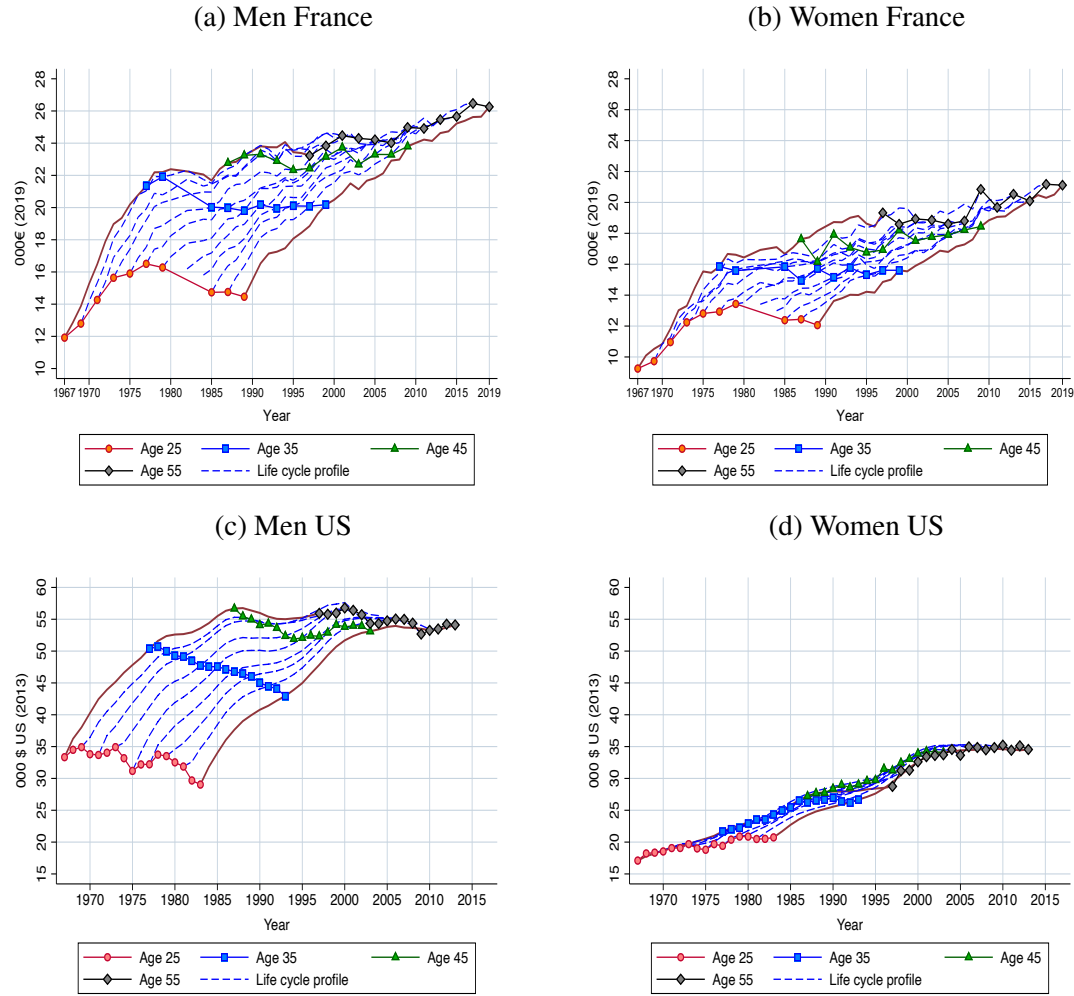 (a) Men France
(b) Women France
000€ (2019)
28
26
24
22
20
18
16
14
12
10
1967 1970 1975 1980 1985 1990 1995 2000 2005 2010 2015 2019
Year
Age 25 Age 35 Age 45
Age 55 Life cycle profile
000€ (2019)
28
26
24
22
20
18
16
14
12
10
1967 1970 1975 1980 1985 1990 1995 2000 2005 2010 2015 2019
Year
Age 25 Age 35 Age 45
Age 55 Life cycle profile
(c) Men US
(d) Women US
000 $ US (2013)
60
55
50
45
40
35
30
25
20
15
1970 1975 1980 1985 1990 1995 2000 2005 2010 2015
Year
Age 25 Age 35 Age 45
Age 55 Life cycle profile
000 $ US (2013)
60
55
50
45
40
35
30
25
20
15
1970 1975 1980 1985 1990 1995 2000 2005 2010 2015
Year
Age 25 Age 35 Age 45
Age 55 Life cycle profile